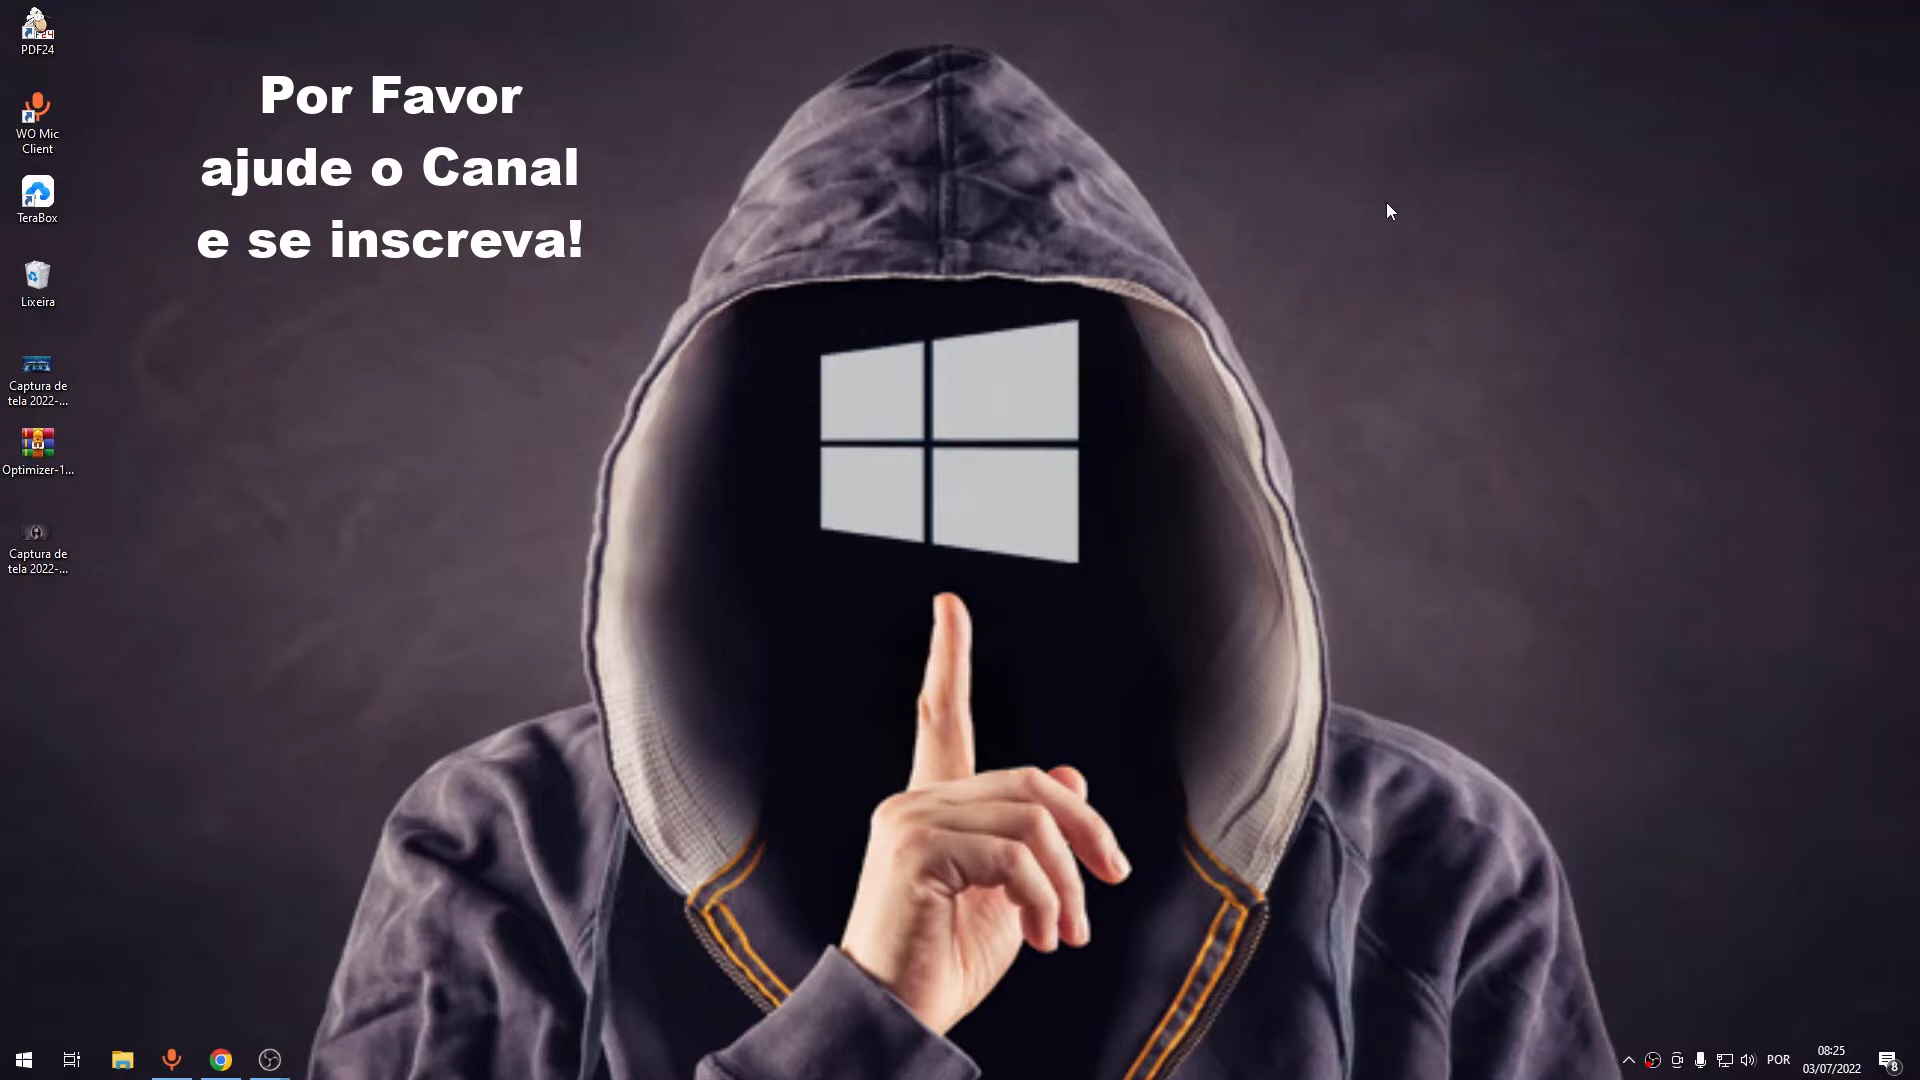 PDF24
WO Mic
Client
TeraBox
Lixeira
Captura de
tela 2022-...
Optimizer-1...
Captura de
tela 2022-...
Por Favor
ajude o Canal
e se inscreva!
POR
08:25
03/07/2022
8